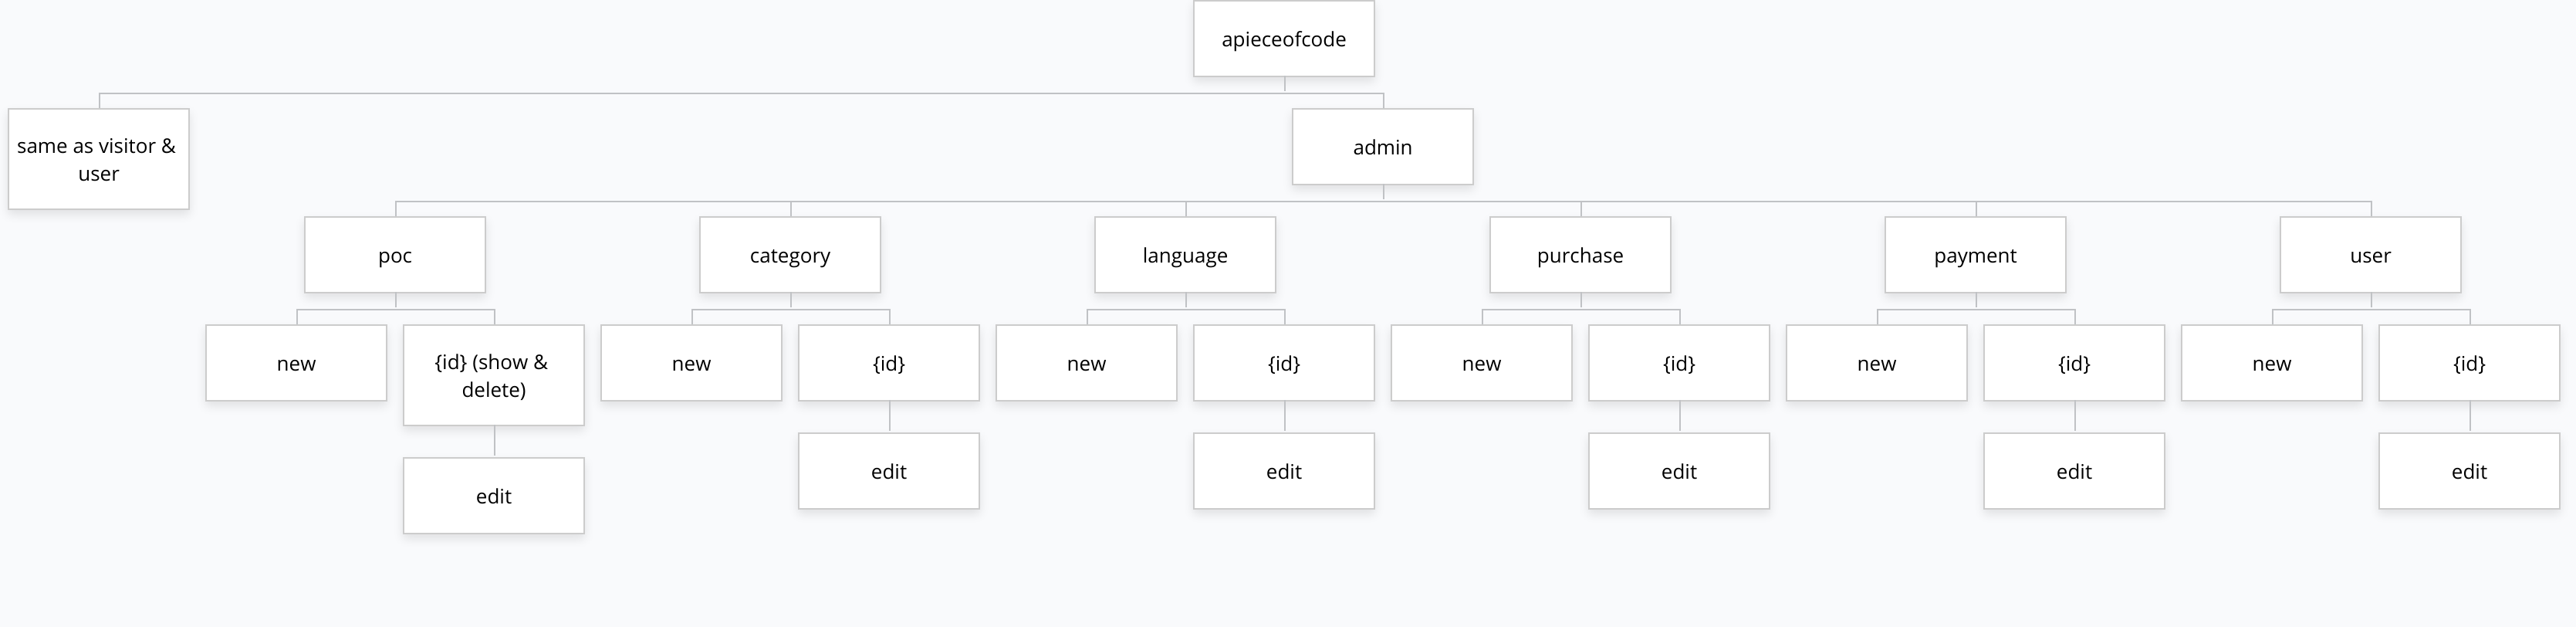 apieceofcode
same as visitor &
user
admin
poc
category
language
purchase
payment
user
new
{id} (show &
delete)
new
{id}
new
{id}
new
{id}
new
{id}
new
{id}
edit
edit
edit
edit
edit
edit